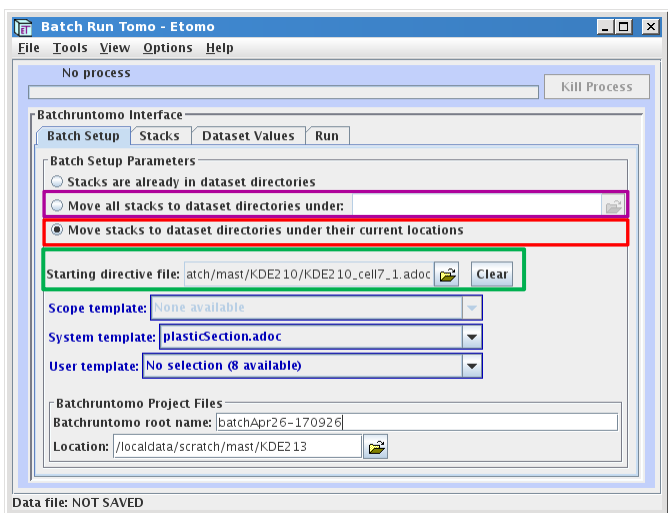 Batch Run Tomo - Etomo
File Tools View Options Help
No process
Kill Process
Batchruntomo Interface
Batch Setup Stacks Dataset Values Run
Batch Setup Parameters
Stacks are already in dataset directories
Move all stacks to dataset directories under:
Move stacks to dataset directories under their current locations
Starting directive file: atch/mast/KDE210/KDE210_cell7_1.adoc Clear
Scope template: None available
System template: plasticSection.adoc
User template: No selection (8 available)
Batchruntomo Project Files
Batchruntomo root name: batchApr26-170926
Location: /localdata/scratch/mast/KDE213
Data file: NOT SAVED